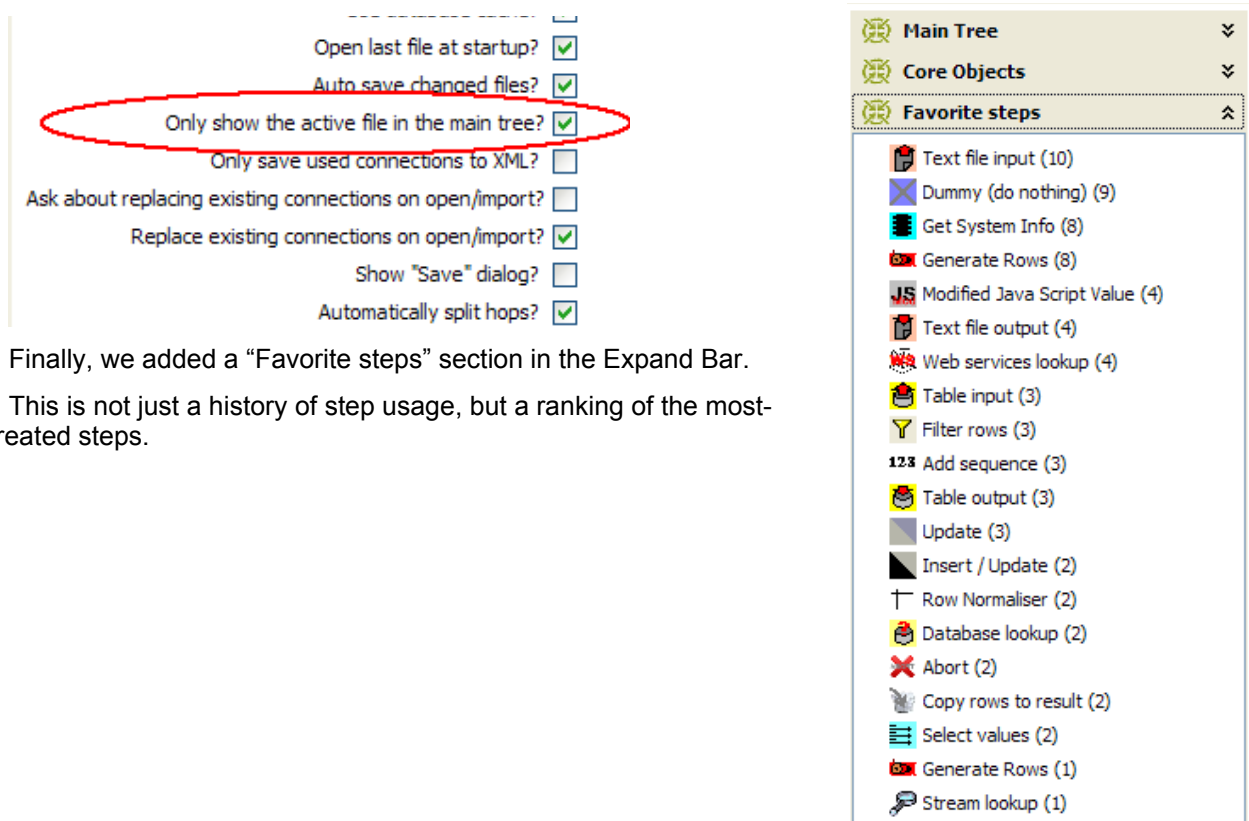 Open last file at startup?
Auto save changed files?
Only show the active file in the main tree?
Only save used connections to XML?
Ask about replacing existing connections on open/import?
Replace existing connections on open/import?
Show "Save" dialog?
Automatically split hops?
Finally, we added a “Favorite steps” section in the Expand Bar.
This is not just a history of step usage, but a ranking of the most-
reated steps.
Main Tree
Core Objects
Favorite steps
Text file input (10)
Dummy (do nothing) (9)
Get System Info (8)
Generate Rows (8)
JS Modified Java Script Value (4)
Text file output (4)
Web services lookup (4)
Table input (3)
Filter rows (3)
123 Add sequence (3)
Table output (3)
Update (3)
Insert / Update (2)
Row Normaliser (2)
Database lookup (2)
Abort (2)
Copy rows to result (2)
Select values (2)
Generate Rows (1)
Stream lookup (1)